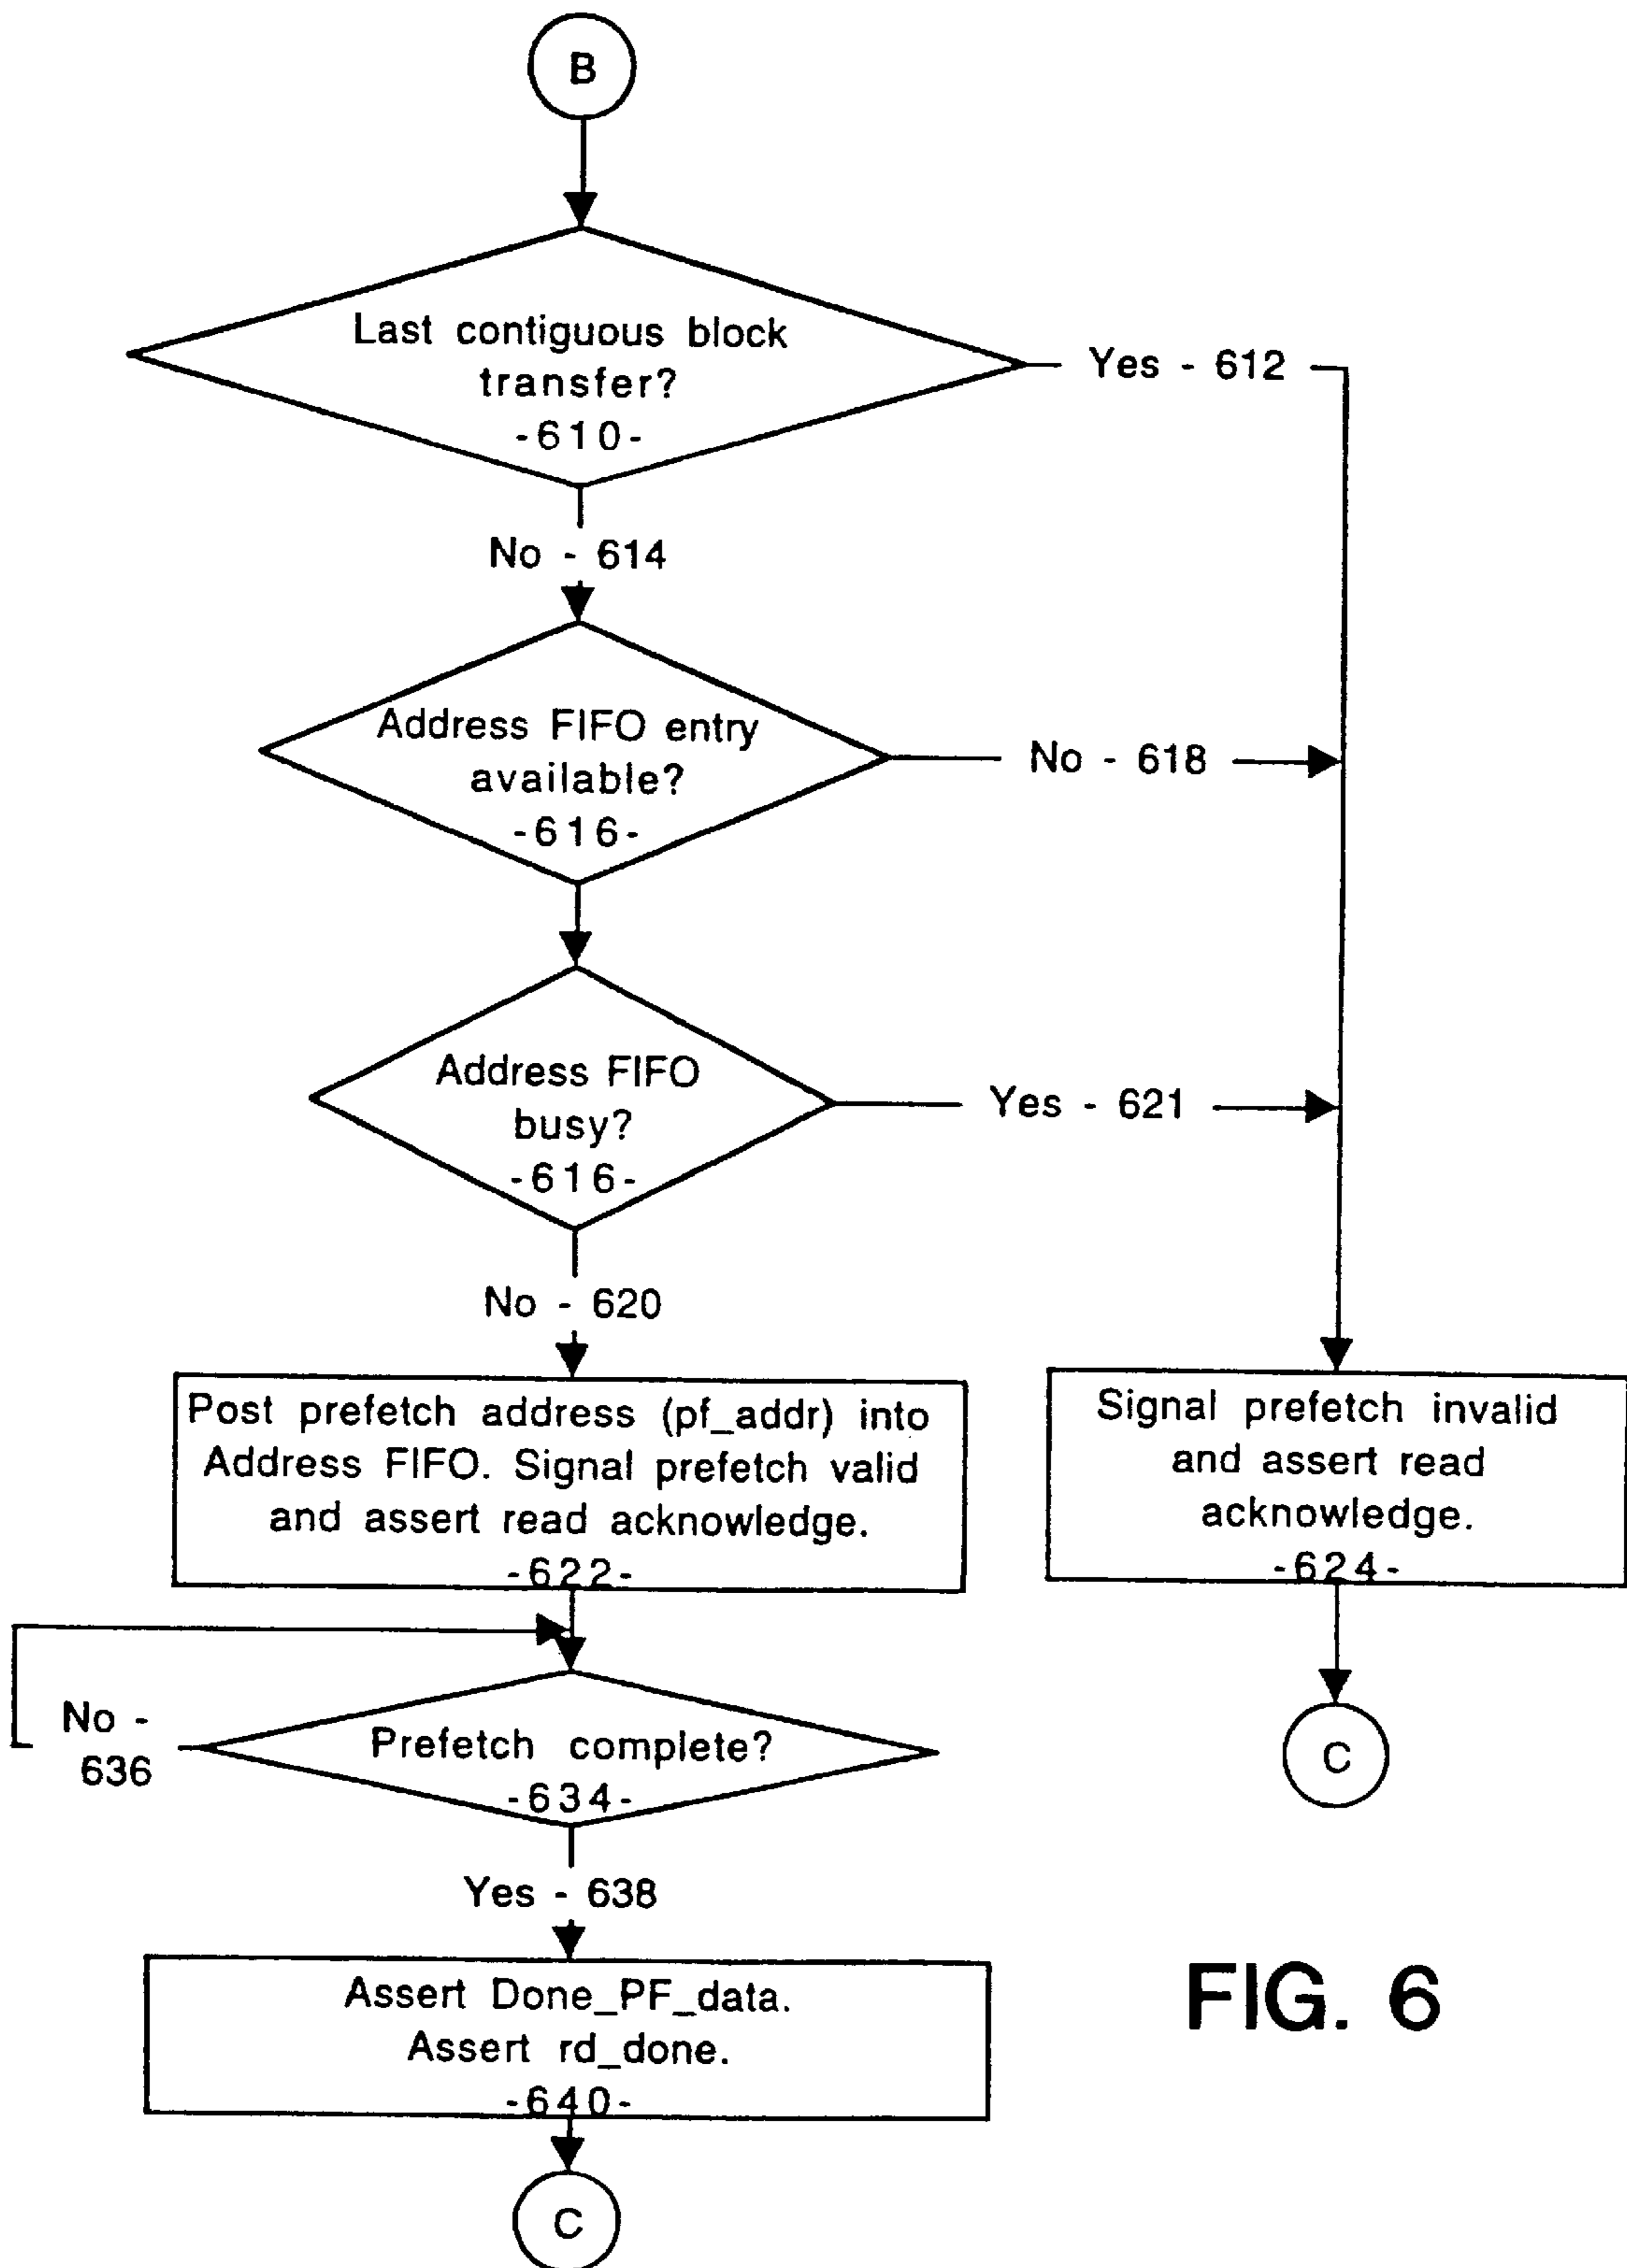 B
Last contiguous block
transfer?
-610-
Yes - 612
No - 614
Address FIFO entry
available?
-616-
No - 618
Address FIFO
busy?
-616-
Yes - 621
No - 620
Post prefetch address (pf_addr) into
Address FIFO. Signal prefetch valid
and assert read acknowledge.
-622-
Signal prefetch invalid
and assert read
acknowledge.
-624-
No -
636
Prefetch complete?
-634-
C
Yes - 638
Assert Done_PF_data.
Assert rd_done.
-640-
FIG. 6
C